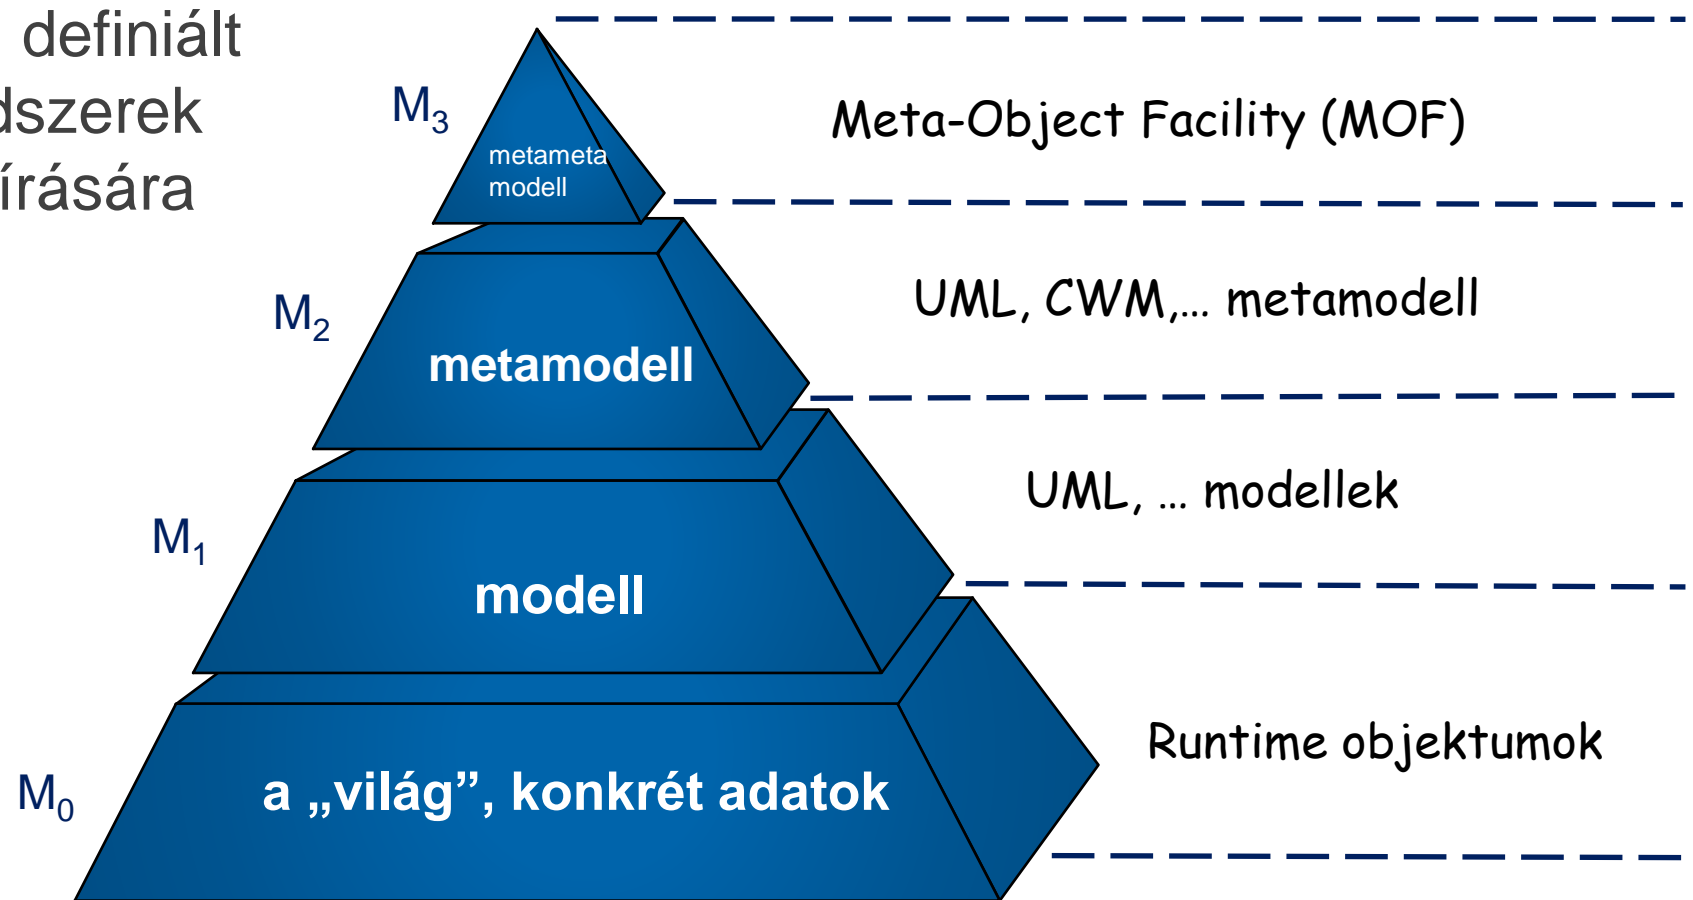 definiált
dszerek
írására
M3
metameta
modell
Meta-Object Facility (MOF)
M2
metamodell
UML, CWM,... metamodell
M1
modell
UML, ... modellek
M0
a „világ”, konkrét adatok
Runtime objektumok